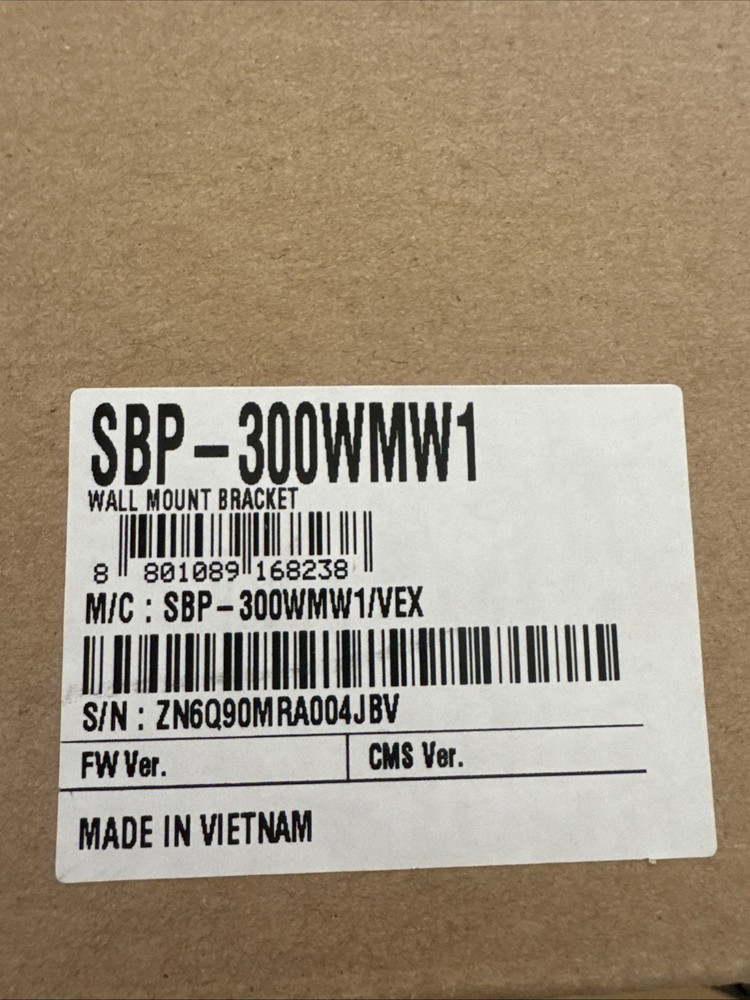 SBP-300WMW1
WALL MOUNT BRACKET
8 801089 168238
M/C : SBP-300WMW1/VEX
S/N : ZN6Q90MRA004JBV
FW Ver.
CMS Ver.
MADE IN VIETNAM